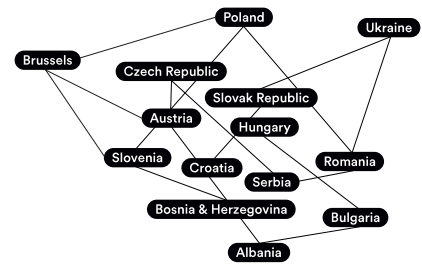 Poland
Ukraine
Brussels
Czech Republic
Slovak Republic
Austria
Hungary
Slovenia
Croatia
Romania
Serbia
Bosnia & Herzegovina
Bulgaria
Albania